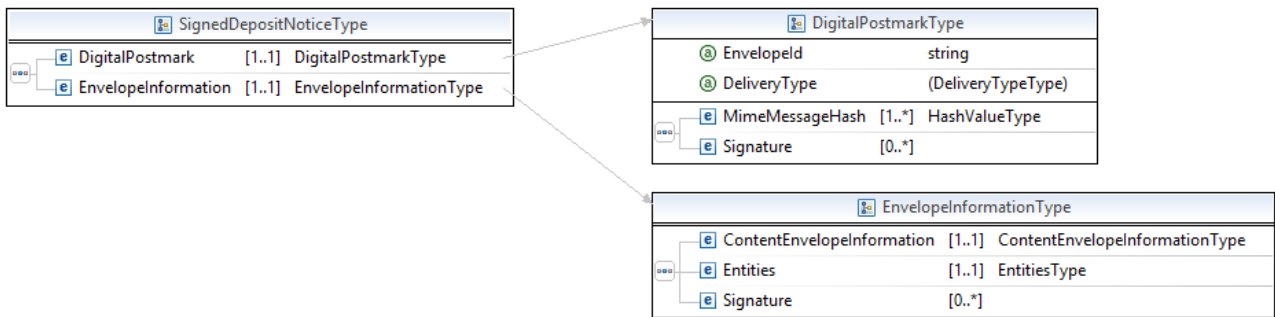 SignedDepositNoticeType
e DigitalPostmark [1..1] DigitalPostmarkType
e EnvelopeInformation [1..1] EnvelopeInformationType
DigitalPostmarkType
a EnvelopeId string
a DeliveryType (DeliveryTypeType)
e MimeMessageHash [1..*] HashValueType
e Signature [0..*]
EnvelopeInformationType
e ContentEnvelopeInformation [1..1] ContentEnvelopeInformationType
e Entities [1..1] EntitiesType
e Signature [0..*]